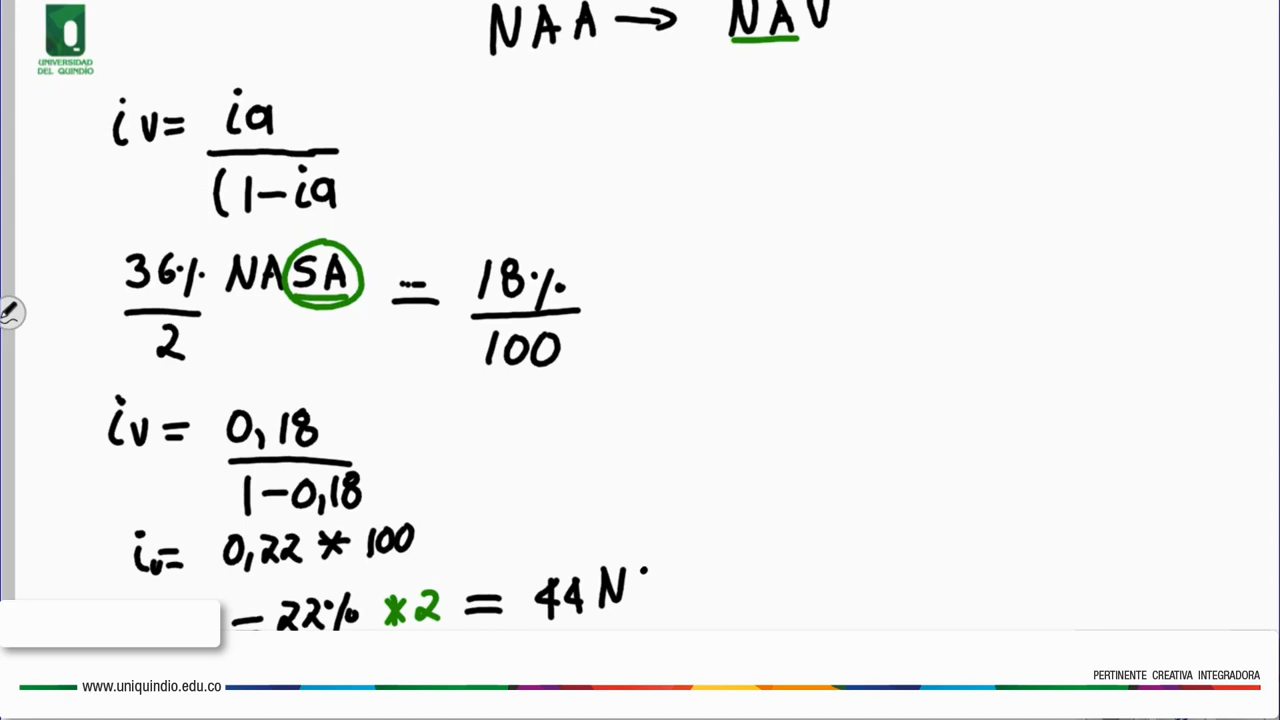 NAA → NAV
UNIVERSIDAD
DEL QUINDÍO
iv= ia
(1-ia
36% NASA = 18%
2 100
iv = 0,18
1-0,18
iv= 0,22 * 100
- 22% *2 = 44 N
PERTINENTE CREATIVA INTEGRADORA
www.uniquindio.edu.co